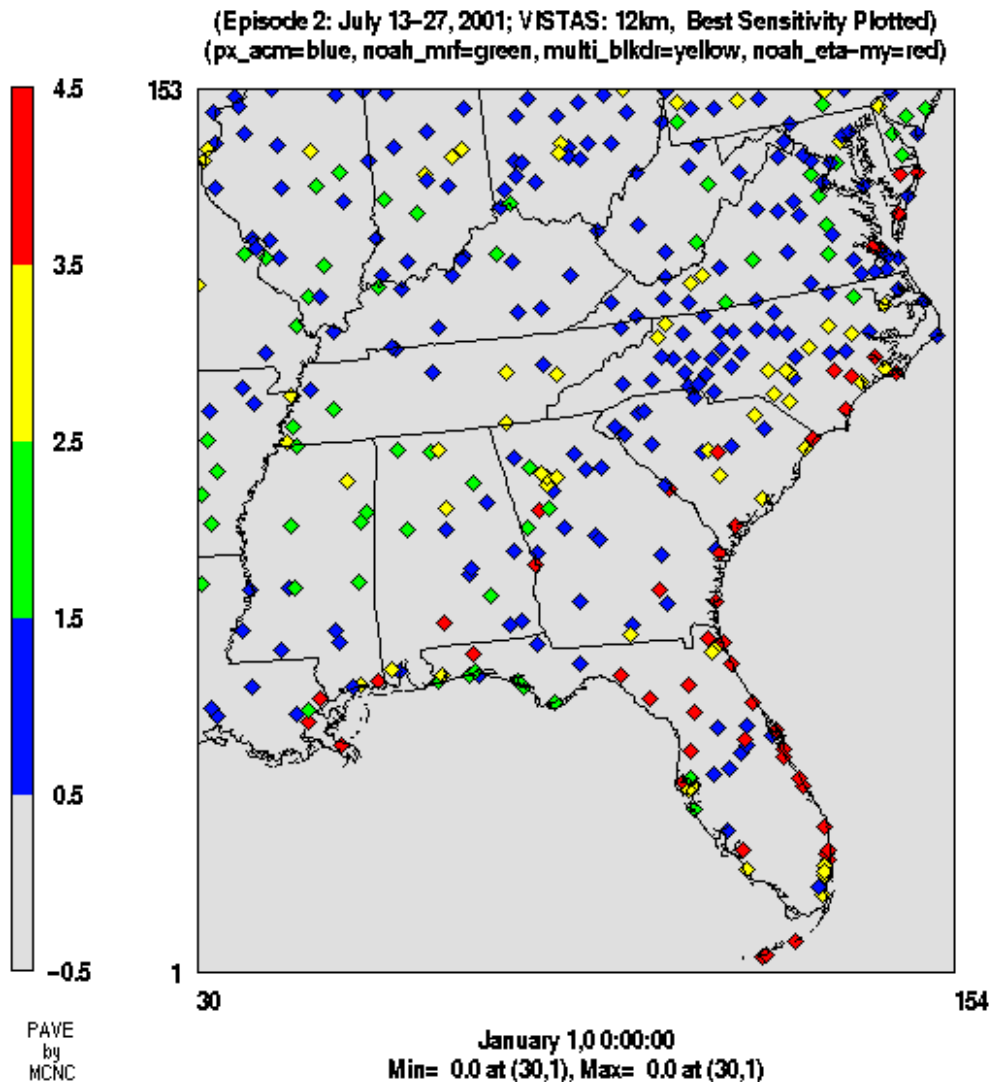 (Episode 2: July 13-27, 2001; VISTAS: 12km, Best Sensitivity Plotted)
(px_acm=blue, noah_mrf=green, multi_blkdr=yellow, noah_eta-my=red)
4.5
3.5
2.5
1.5
0.5
-0.5
153
1
30
154
PAVE
by
MCNC
January 1,0 0:00:00
Min= 0.0 at (30,1), Max= 0.0 at (30,1)